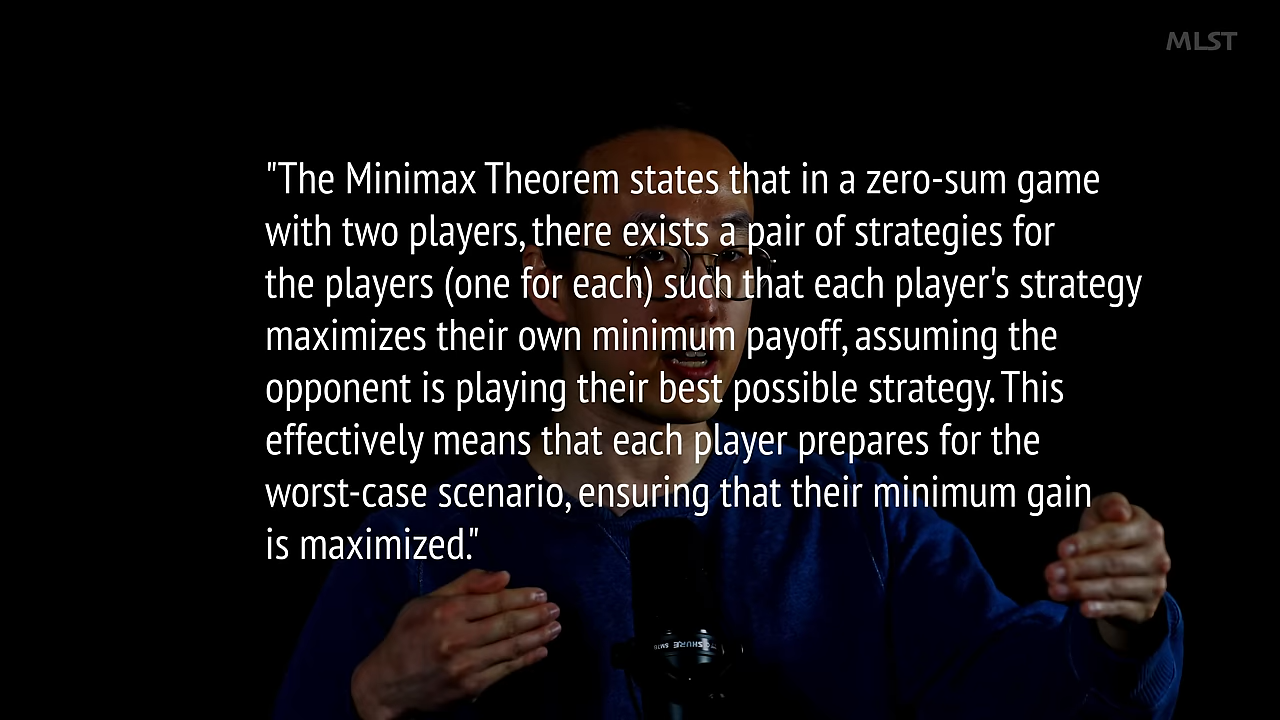 MLST
"The Minimax Theorem states that in a zero-sum game
with two players, there exists a pair of strategies for
the players (one for each) such that each player's strategy
maximizes their own minimum payoff, assuming the
opponent is playing their best possible strategy. This
effectively means that each player prepares for the
worst-case scenario, ensuring that their minimum gain
is maximized."
SHURE